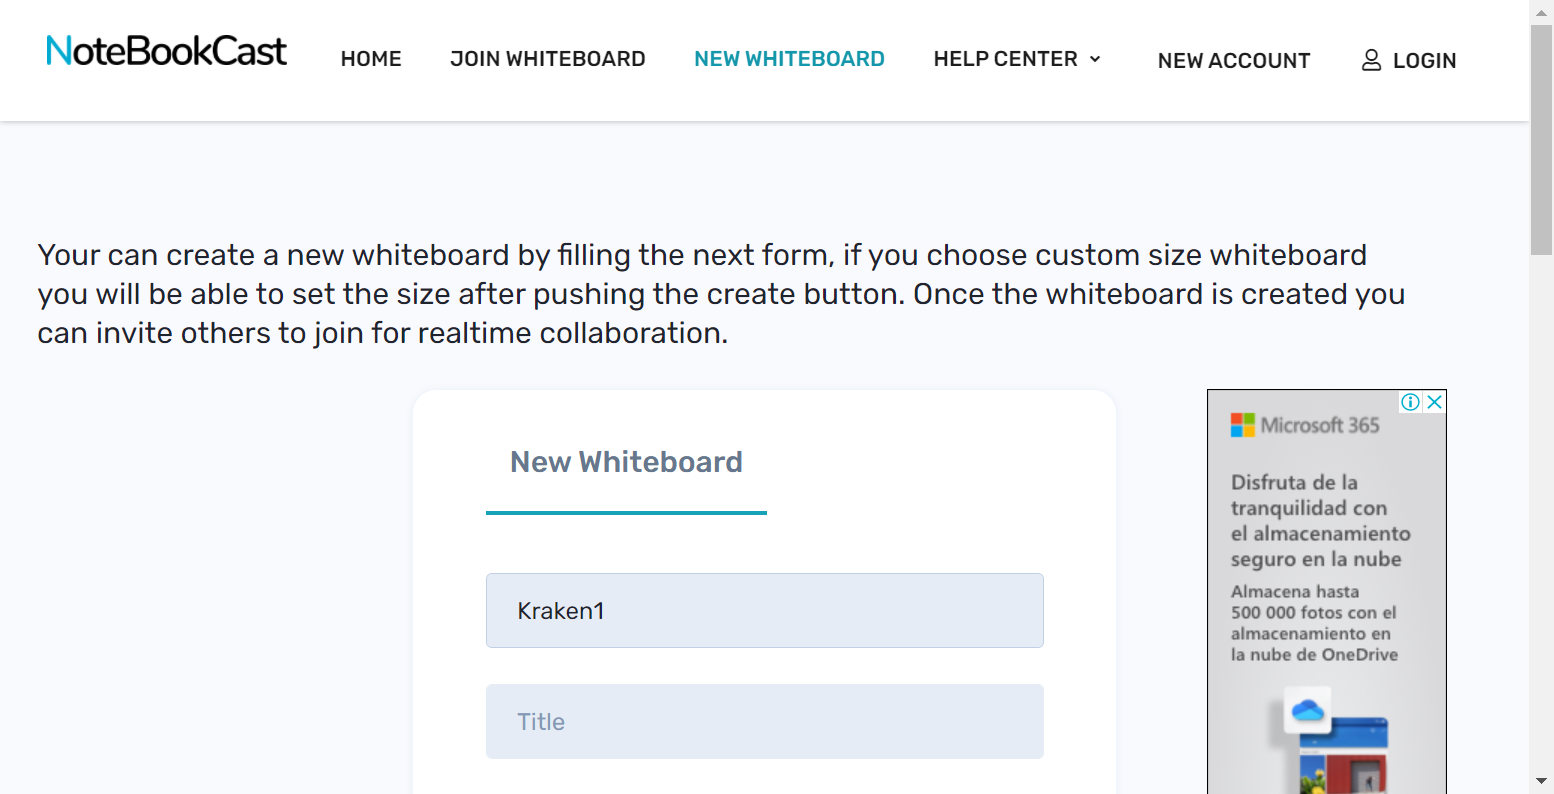 NoteBookCast
HOME
JOIN WHITEBOARD
NEW WHITEBOARD
HELP CENTER
NEW ACCOUNT
LOGIN
Your can create a new whiteboard by filling the next form, if you choose custom size whiteboard
you will be able to set the size after pushing the create button. Once the whiteboard is created you
can invite others to join for realtime collaboration.
New Whiteboard
Kraken1
Title
Microsoft 365
Disfruta de la
tranquilidad con
el almacenamiento
seguro en la nube
Almacena hasta
500 000 fotos con el
almacenamiento en
la nube de OneDrive